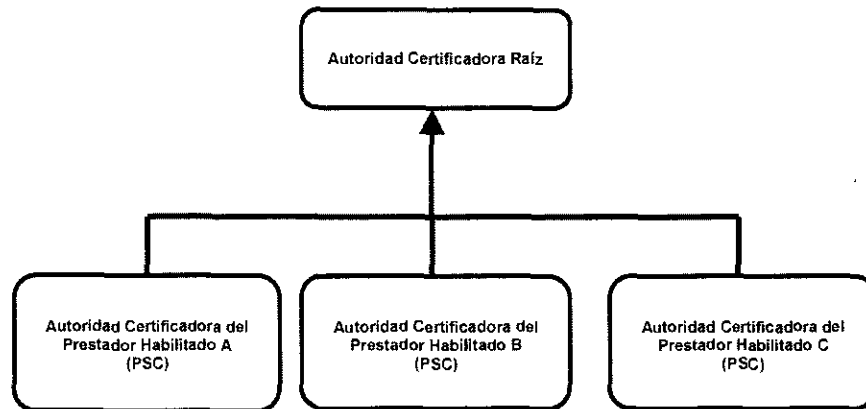 Autoridad Certificadora Raíz
Autoridad Certificadora del
Prestador Habilitado A
(PSC)
Autoridad Certificadora del
Prestador Habilitado B
(PSC)
Autoridad Certificadora del
Prestador Habilitado C
(PSC)